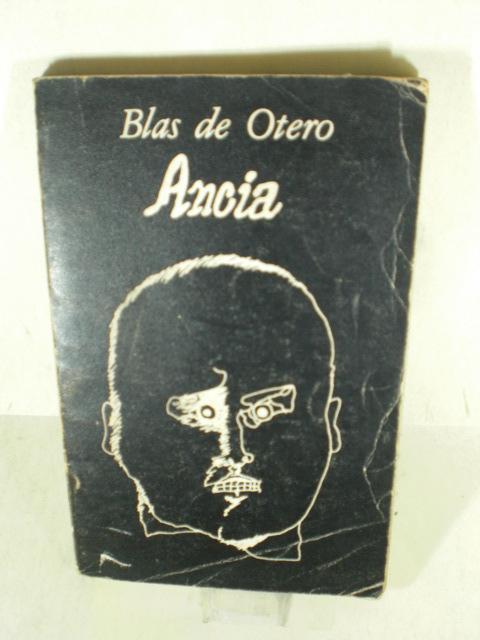 Blas de Otero
Ancia